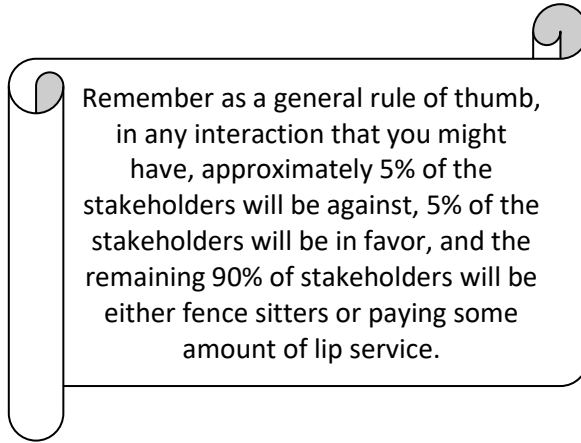 Remember as a general rule of thumb,
in any interaction that you might
have, approximately 5% of the
stakeholders will be against, 5% of the
stakeholders will be in favor, and the
remaining 90% of stakeholders will be
either fence sitters or paying some
amount of lip service.